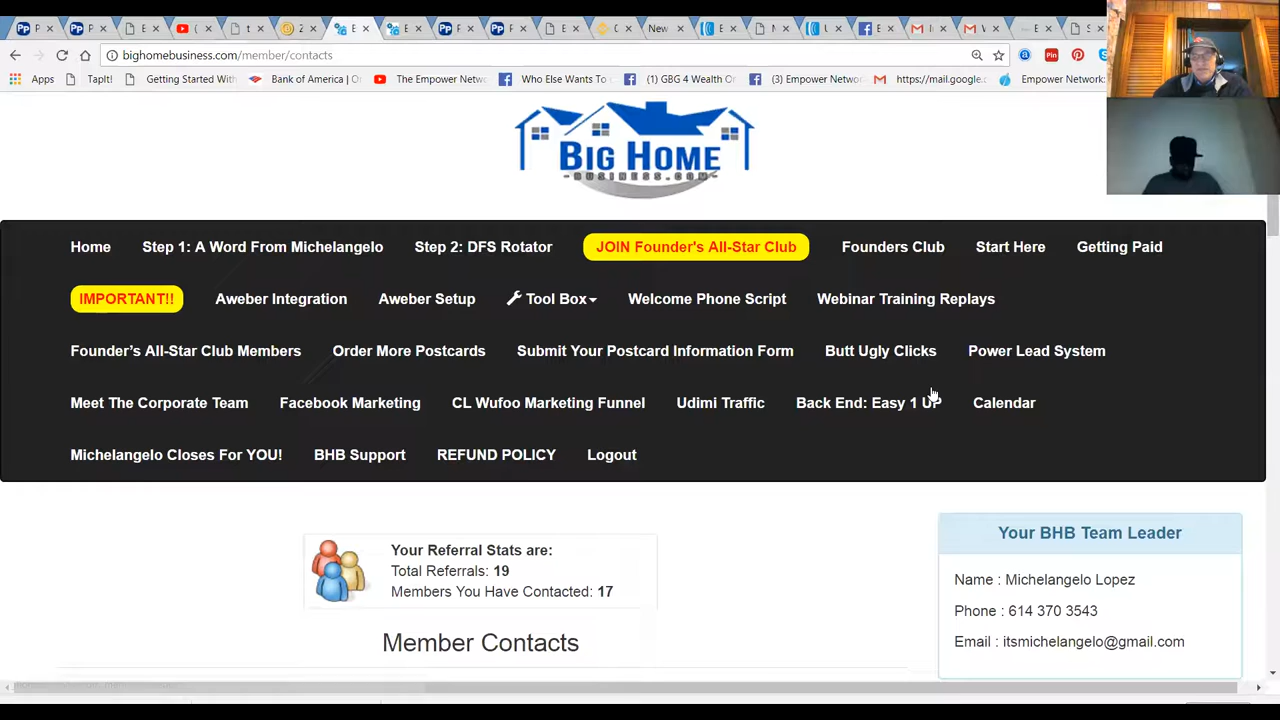 bighomebusiness.com/member/contacts
Apps TapIt! Getting Started With Bank of America | On The Empower Netwo Who Else Wants To (1) GBG 4 Wealth O (3) Empower Networ https://mail.google.c Empower Network:
BIG HOME
-BUSINESS.COM-
Home Step 1: A Word From Michelangelo Step 2: DFS Rotator JOIN Founder's All-Star Club Founders Club Start Here Getting Paid
IMPORTANT!! Aweber Integration Aweber Setup Tool Box Welcome Phone Script Webinar Training Replays
Founder’s All-Star Club Members Order More Postcards Submit Your Postcard Information Form Butt Ugly Clicks Power Lead System
Meet The Corporate Team Facebook Marketing CL Wufoo Marketing Funnel Udimi Traffic Back End: Easy 1 UP Calendar
Michelangelo Closes For YOU! BHB Support REFUND POLICY Logout
Your Referral Stats are:
Total Referrals: 19
Members You Have Contacted: 17
Member Contacts
Your BHB Team Leader
Name : Michelangelo Lopez
Phone : 614 370 3543
Email : itsmichelangelo@gmail.com